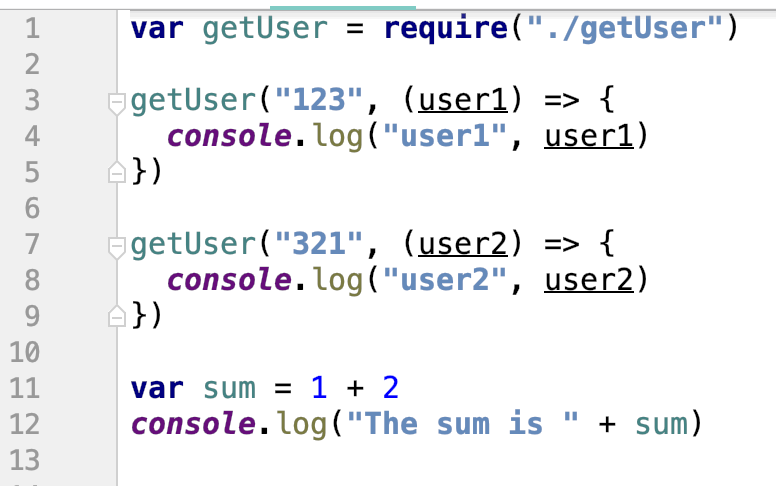 1 var getUser = require("./getUser")
2
3 getUser("123", (user1) => {
4 console.log("user1", user1)
5 })
6
7 getUser("321", (user2) => {
8 console.log("user2", user2)
9 })
10
11 var sum = 1 + 2
12 console.log("The sum is " + sum)
13